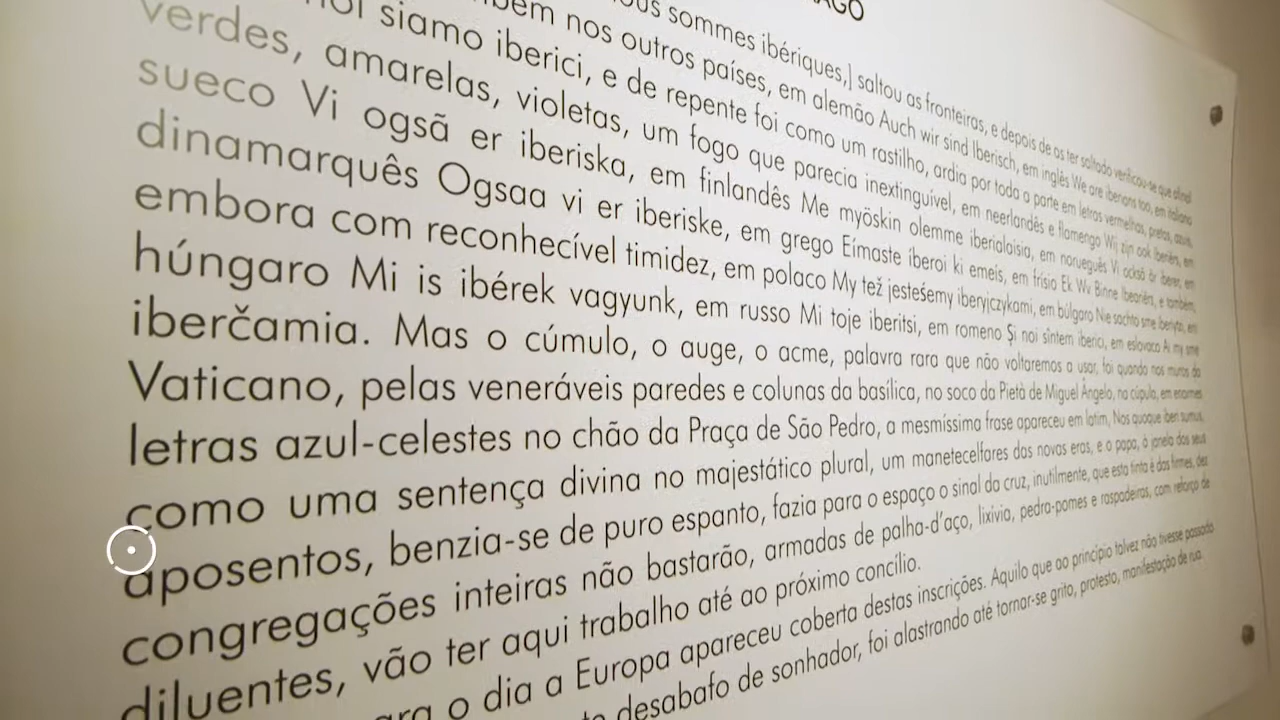 AGO
sommes ibéricos,] saltou as fronteiras, e depois de as ter saltado verificou-se que afinal
nos outros países, em alemão Auch wir sind Iberisch, em inglês We are iberians too, em italiano
noi siamo iberici, e de repente foi como um rastilho, ardia por toda a parte em letras vermelhas, pretas, azuis,
verdes, amarelas, violetas, um fogo que parecia inextinguível, em neerlandês e flamengo Wij zijn ook Iberiërs, em
sueco Vi ogsã er iberiska, em finlandês Me myöskin olemme iberialaisia, em norueguês Vi også år iberer, em
dinamarquês Ogsaa vi er iberiske, em grego Eímaste íberoi ki emeis, em frísio Ek Wv Binne Ibeariërs, e também,
embora com reconhecível timidez, em polaco My też jesteśemy iberyjczykami, em búlgaro Nie sachto sme iberiytsi, em
húngaro Mi is ibérek vagyunk, em russo Mi toje iberitsi, em romeno Şi noi sîntem iberici, em eslovaco Ai my sme
iberčamia. Mas o cúmulo, o auge, o acme, palavra rara que não voltaremos a usar, foi quando nos muros do
Vaticano, pelas veneráveis paredes e colunas da basílica, no soco da Pietà de Miguel Ângelo, na cúpula, em enormes
letras azul-celestes no chão da Praça de São Pedro, a mesmíssima frase apareceu em latim, Nos quoque iberi sumus,
como uma sentença divina no majestático plural, um manetecelfares das novas eras, e o papa, à janela dos seus
aposentos, benzia-se de puro espanto, fazia para o espaço o sinal da cruz, inutilmente, que esta tinta é das firmes, dez
congregações inteiras não bastarão, armadas de palha-d'aço, lixívia, pedra-pomes e raspadeiras, com reforço de
diluentes, vão ter aqui trabalho até ao próximo concílio.
o dia a Europa apareceu coberta destas inscrições. Aquilo que ao princípio talvez não tivesse passado
desabafo de sonhador, foi alastrando até tornar-se grito, protesto, manifestação de rua.